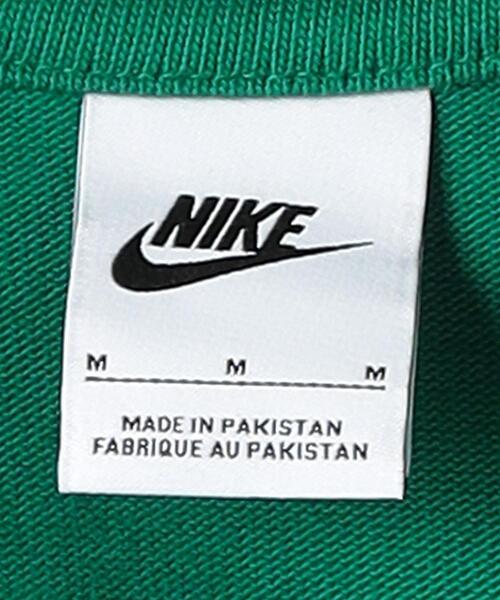 NIKE
M M M
MADE IN PAKISTAN
FABRIQUE AU PAKISTAN